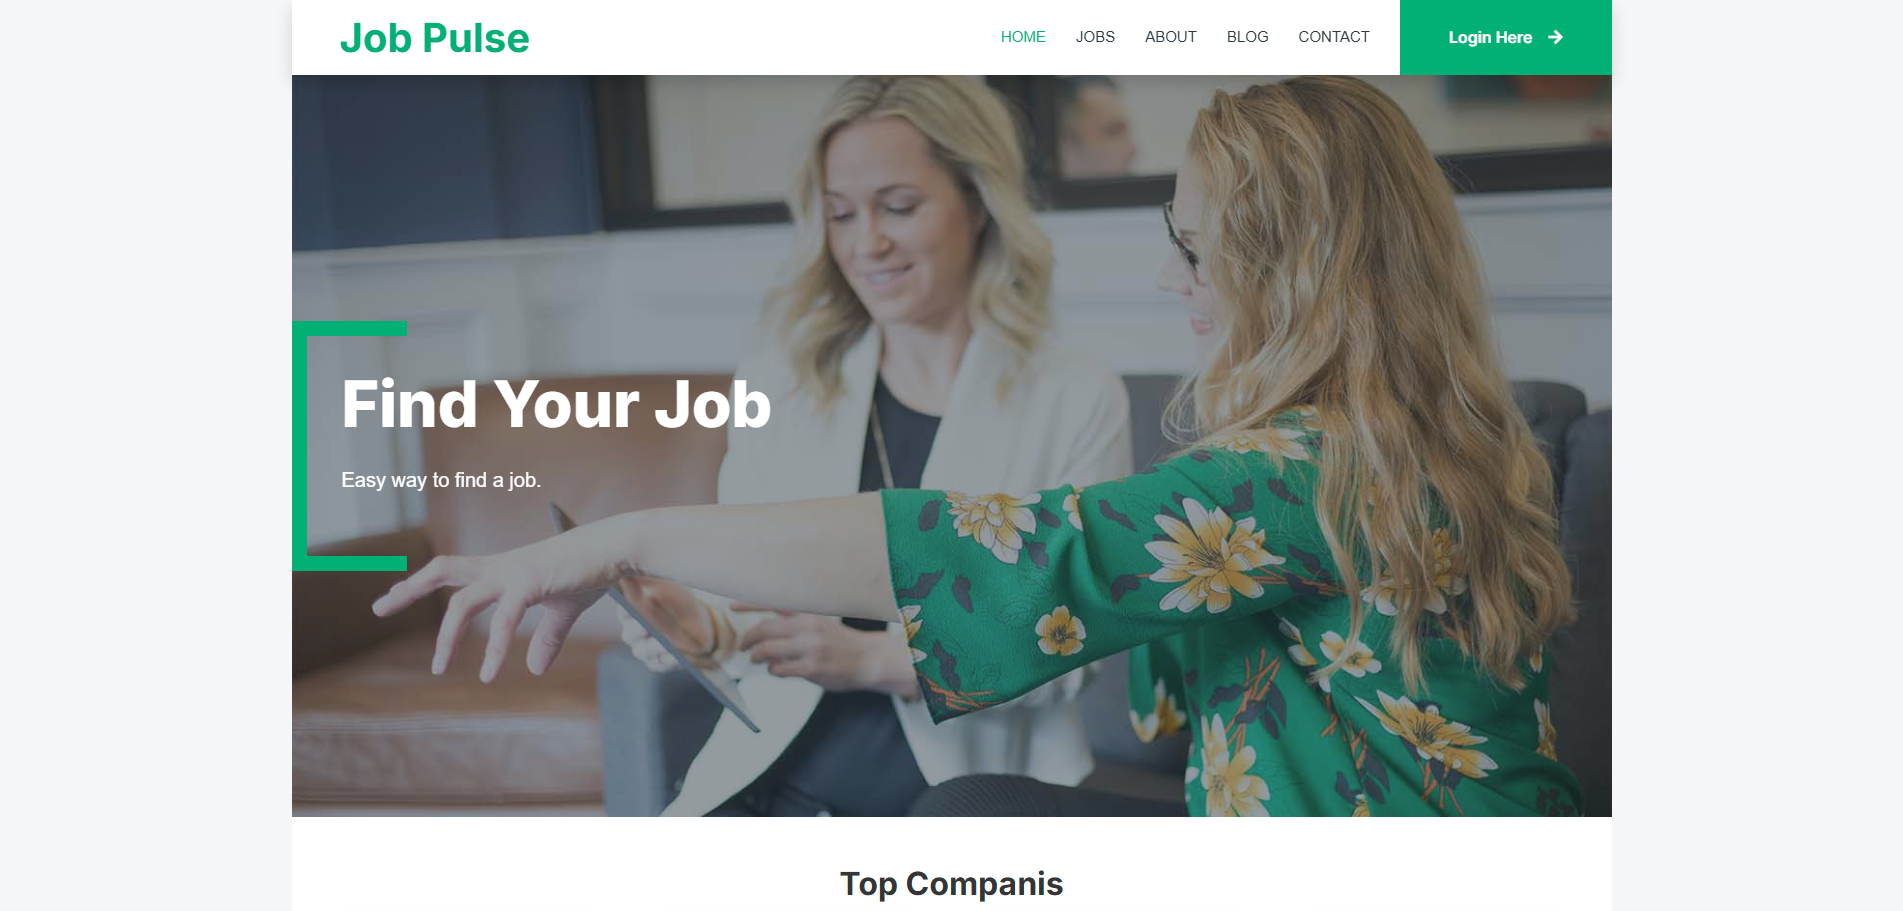 Job Pulse
HOME JOBS ABOUT BLOG CONTACT Login Here
Find Your Job
Easy way to find a job.
Top Companis